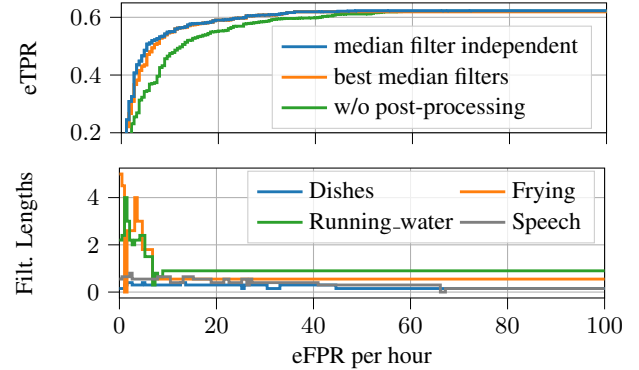 0.6
0.4
0.2
eTPR
median filter independent
best median filters
w/o post-processing
4
2
0
Filt. Lengths
Dishes
Frying
Running_water
Speech
0
20
40
60
80
100
eFPR per hour